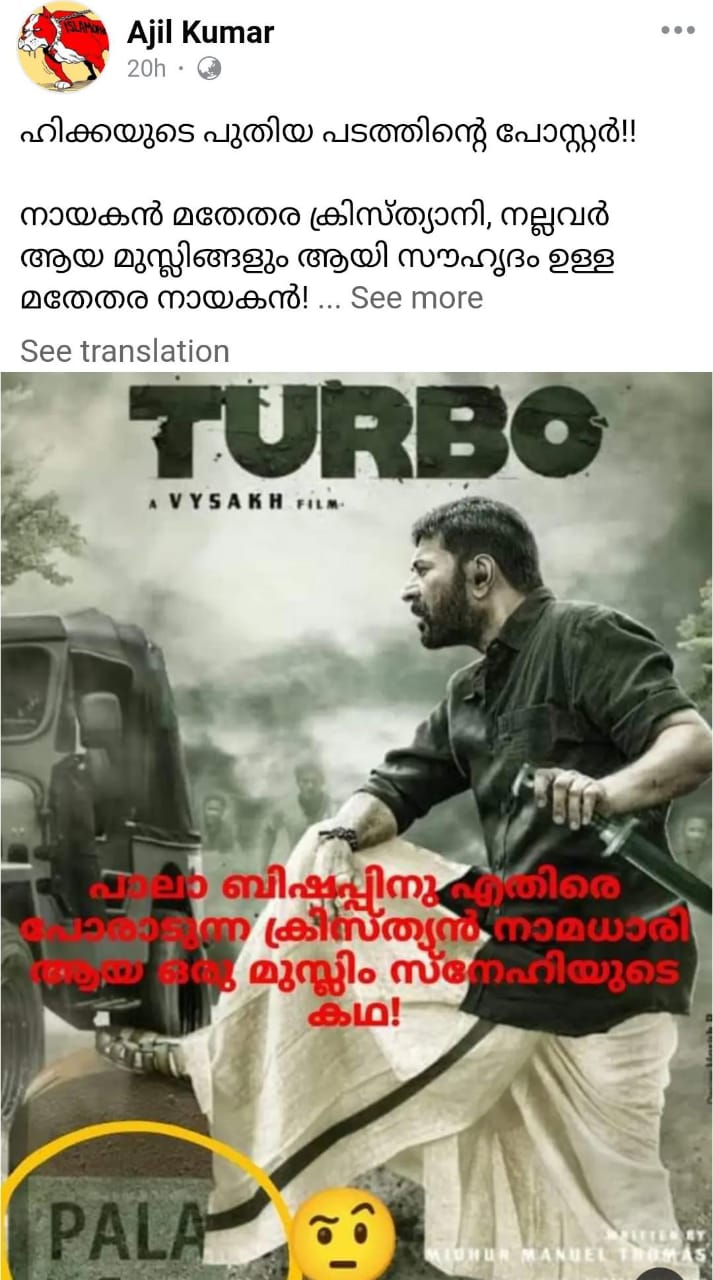 Ajil Kumar
20h ·
ഹിക്കയുടെ പുതിയ പടത്തിന്റെ പോസ്റ്റർ!!
നായകൻ മതേതര ക്രിസ്ത്യാനി, നല്ലവർ
ആയ മുസ്ലിങ്ങളും ആയി സൗഹൃദം ഉള്ള
മതേതര നായകൻ! ... See more
See translation
TURBO
A VYSAKH FILM
പാലാ ബിഷപ്പിനു എതിരെ
പോരാടുന്ന ക്രിസ്ത്യൻ നാമധാരി
ആയ ഒരു മുസ്ലിം സ്നേഹിയുടെ
കഥ!
PALA
WRITTEN BY
MIDHUN MANUEL THOMAS